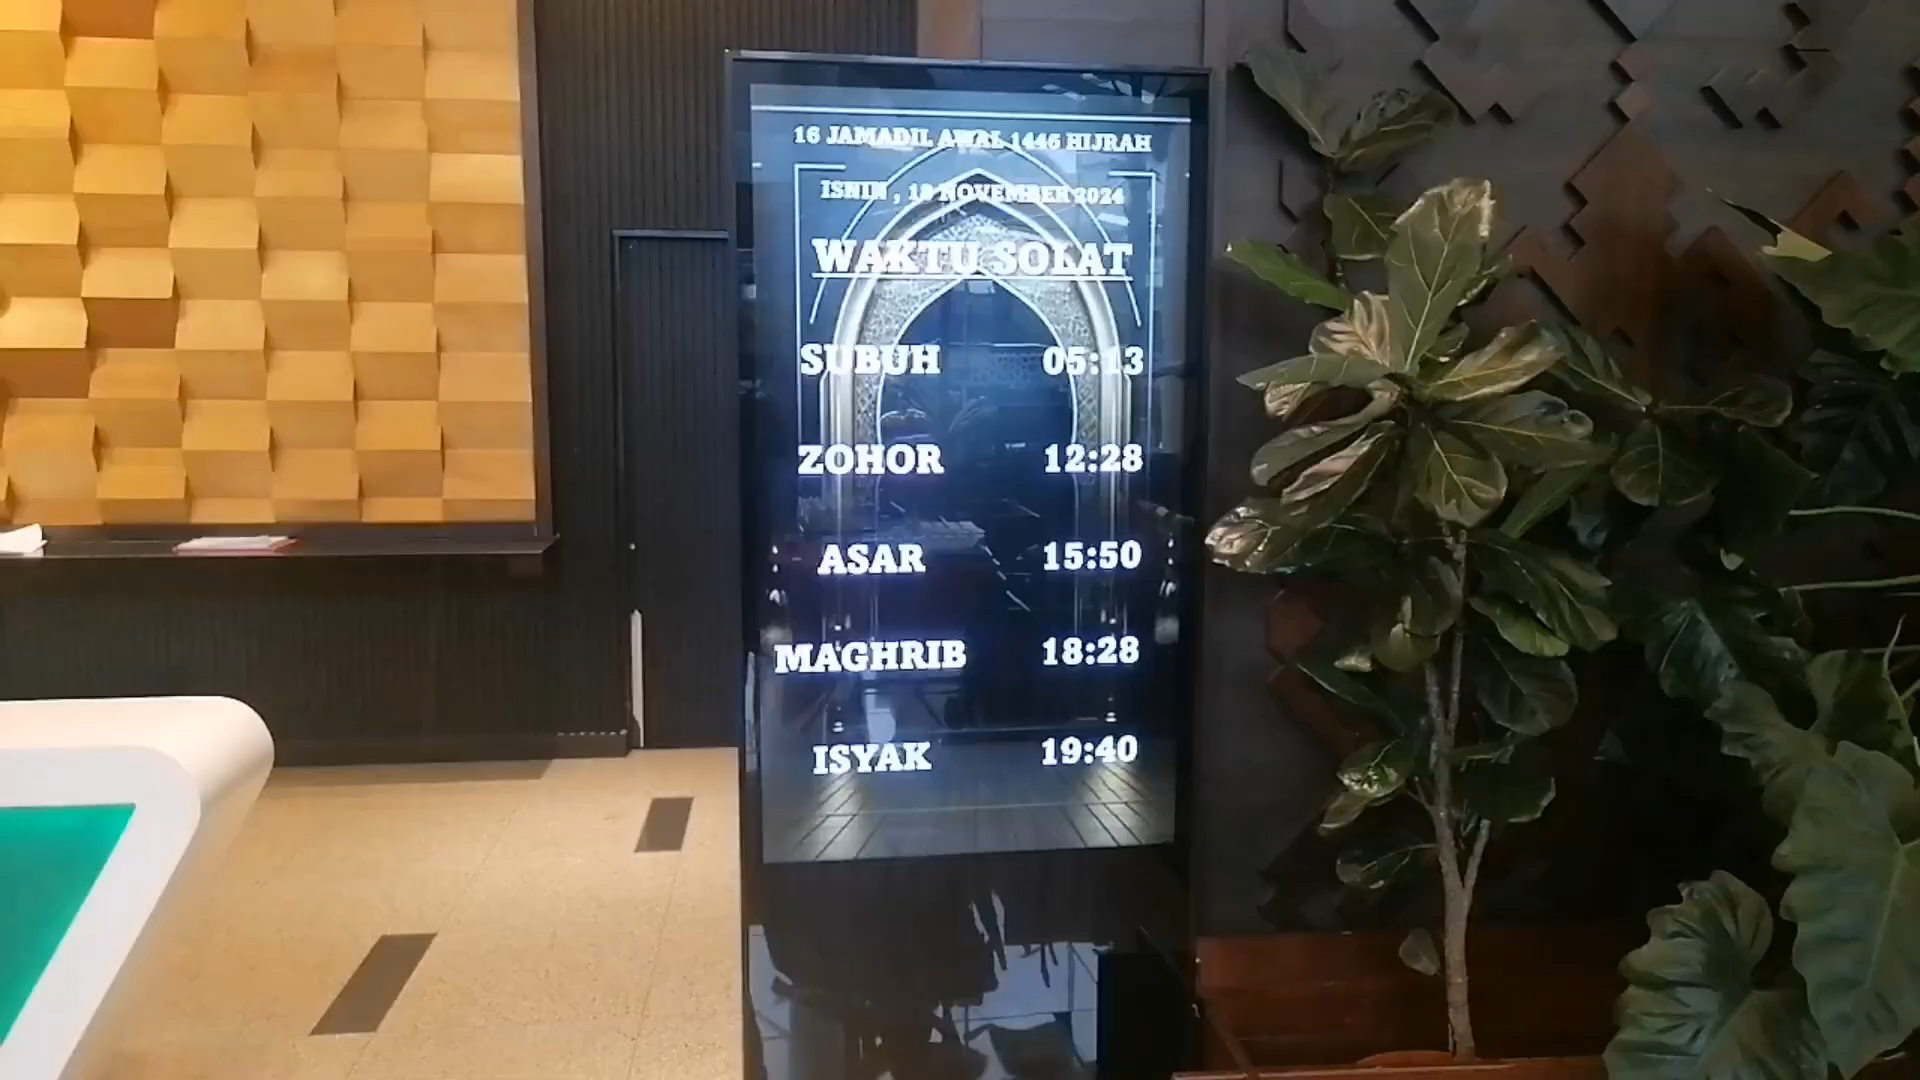 16 JAMADIL AWAL 1446 HIJRAH
ISNIN , 18 NOVEMBER 2024
WAKTU SOLAT
SUBUH 05:13
ZOHOR 12:28
ASAR 15:50
MAGHRIB 18:28
ISYAK 19:40